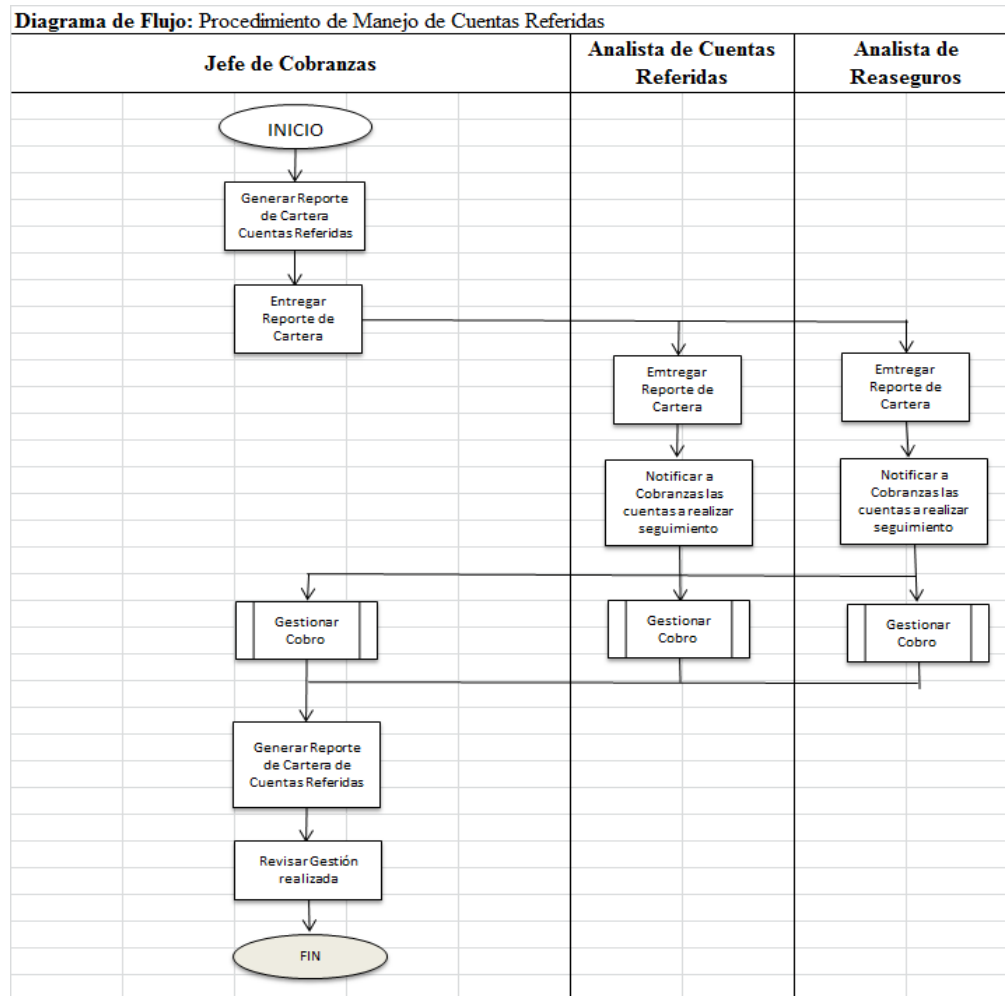 Diagrama de Flujo: Procedimiento de Manejo de Cuentas Referidas
Jefe de Cobranzas
Analista de Cuentas
Referidas
Analista de
Reaseguros
INICIO
Generar Reporte
de Cartera
Cuentas Referidas
Entregar
Reporte de
Cartera
Emtregar
Reporte de
Cartera
Emtregar
Reporte de
Cartera
Notificar a
Cobranzas las
cuentas a realizar
seguimiento
Notificar a
Cobranzas las
cuentas a realizar
seguimiento
Gestionar
Cobro
Gestionar
Cobro
Gestionar
Cobro
Generar Reporte
de Cartera de
Cuentas Referidas
Revisar Gestión
realizada
FIN